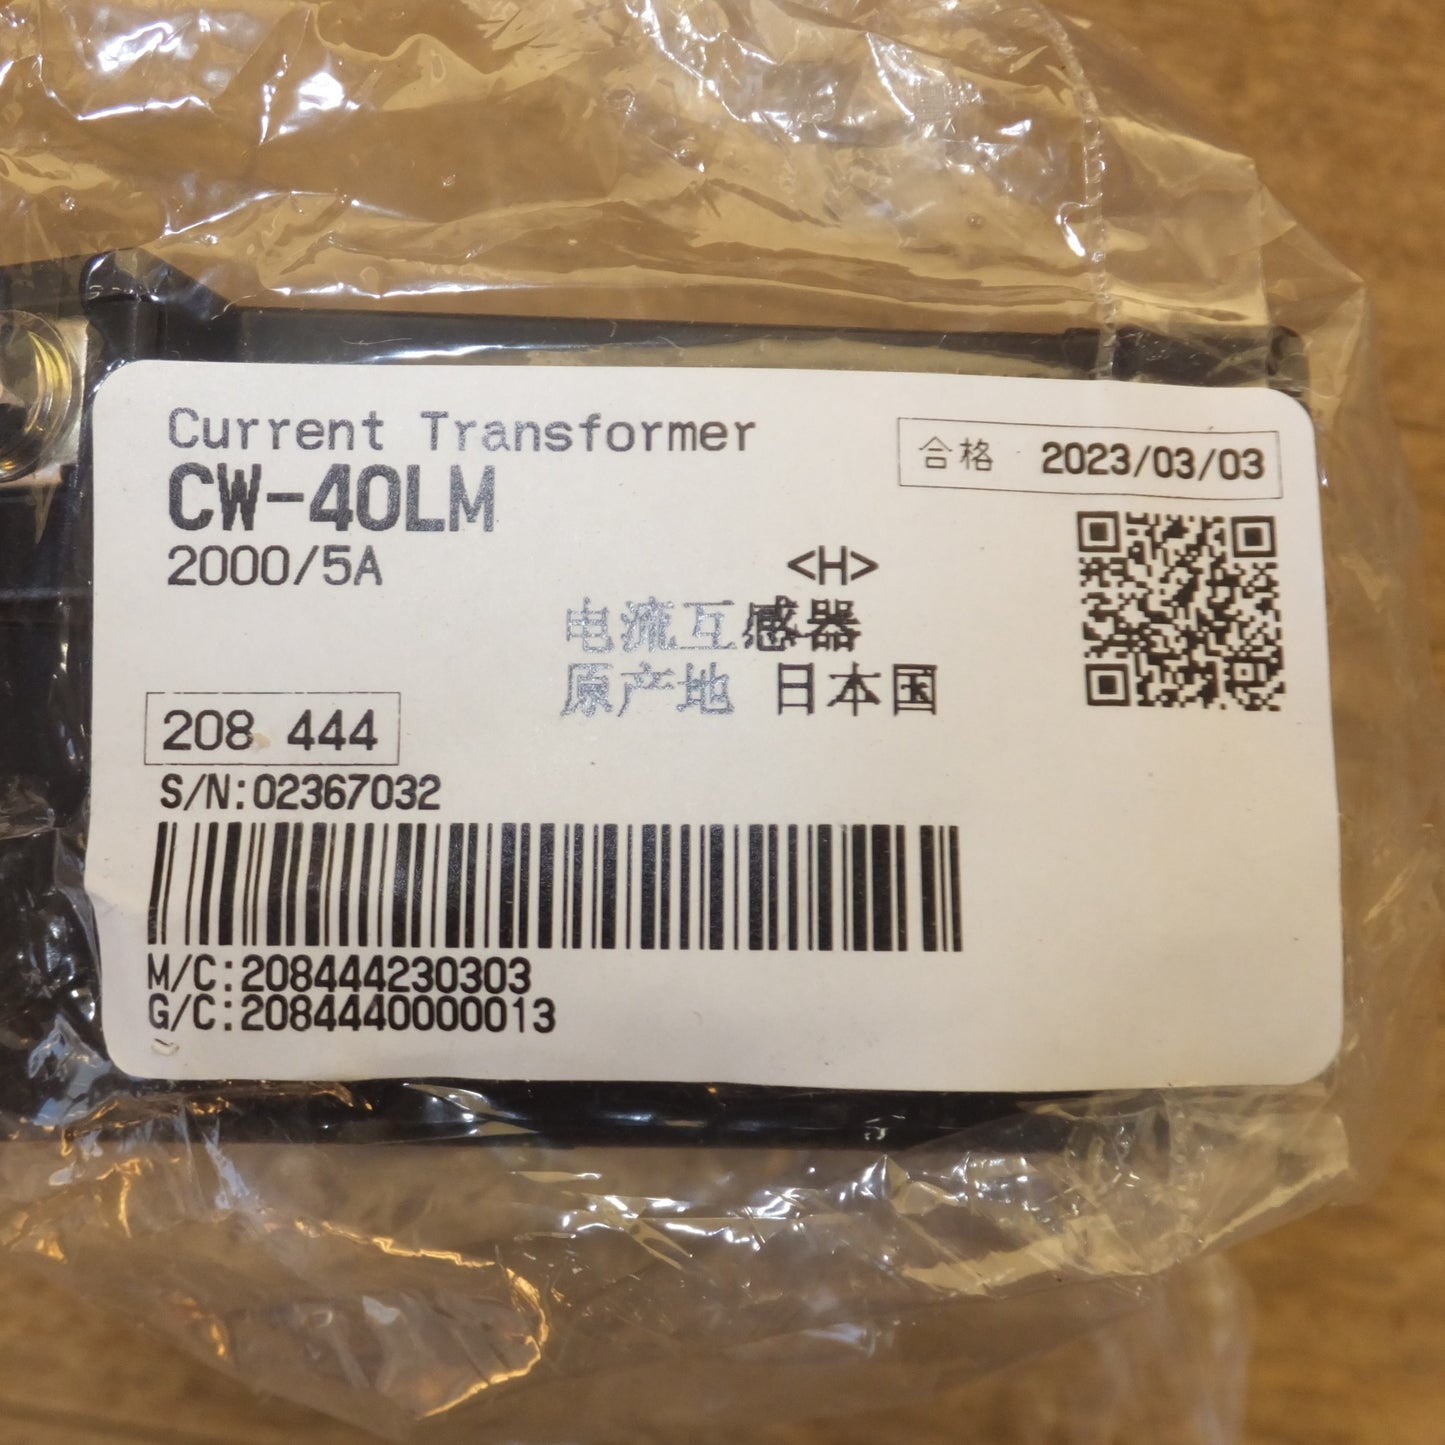 Current Transformer
合格 2023/03/03
CW-40LM
2000/5A
<H>
电流互感器
原产地 日本国
208 444
S/N:02367032
M/C:208444230303
G/C:2084440000013